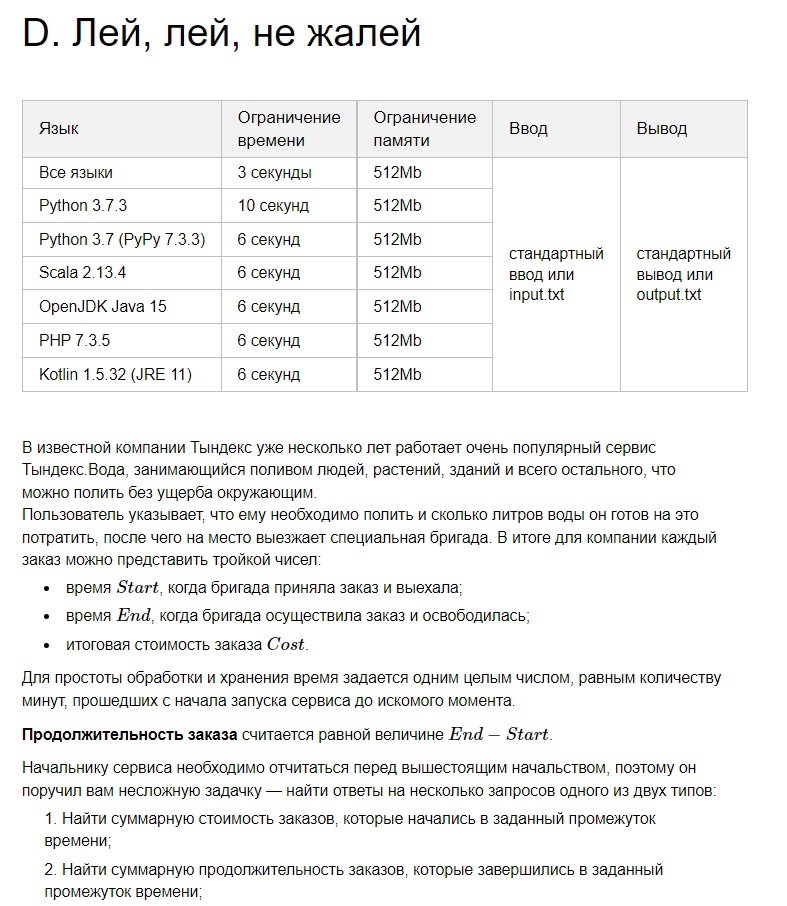 D. Лей, лей, не жалей
Язык
Ограничение времени
Ограничение памяти
Ввод
Вывод
Все языки 3 секунды 512Mb
Python 3.7.3 10 секунд 512Mb
Python 3.7 (PyPy 7.3.3) 6 секунд 512Mb
Scala 2.13.4 6 секунд 512Mb
OpenJDK Java 15 6 секунд 512Mb
PHP 7.3.5 6 секунд 512Mb
Kotlin 1.5.32 (JRE 11) 6 секунд 512Mb
стандартный
ввод или
input.txt
стандартный
вывод или
output.txt
В известной компании Тындекс уже несколько лет работает очень популярный сервис
Тындекс.Вода, занимающийся поливом людей, растений, зданий и всего остального, что
можно полить без ущерба окружающим.
Пользователь указывает, что ему необходимо полить и сколько литров воды он готов на это
потратить, после чего на место выезжает специальная бригада. В итоге для компании каждый
заказ можно представить тройкой чисел:
• время Start, когда бригада приняла заказ и выехала;
• время End, когда бригада осуществила заказ и освободилась;
• итоговая стоимость заказа Cost.
Для простоты обработки и хранения время задается одним целым числом, равным количеству
минут, прошедших с начала запуска сервиса до искомого момента.
Продолжительность заказа считается равной величине End − Start.
Начальнику сервиса необходимо отчитаться перед вышестоящим начальством, поэтому он
поручил вам несложную задачку — найти ответы на несколько запросов одного из двух типов:
1. Найти суммарную стоимость заказов, которые начались в заданный промежуток
времени;
2. Найти суммарную продолжительность заказов, которые завершились в заданный
промежуток времени;